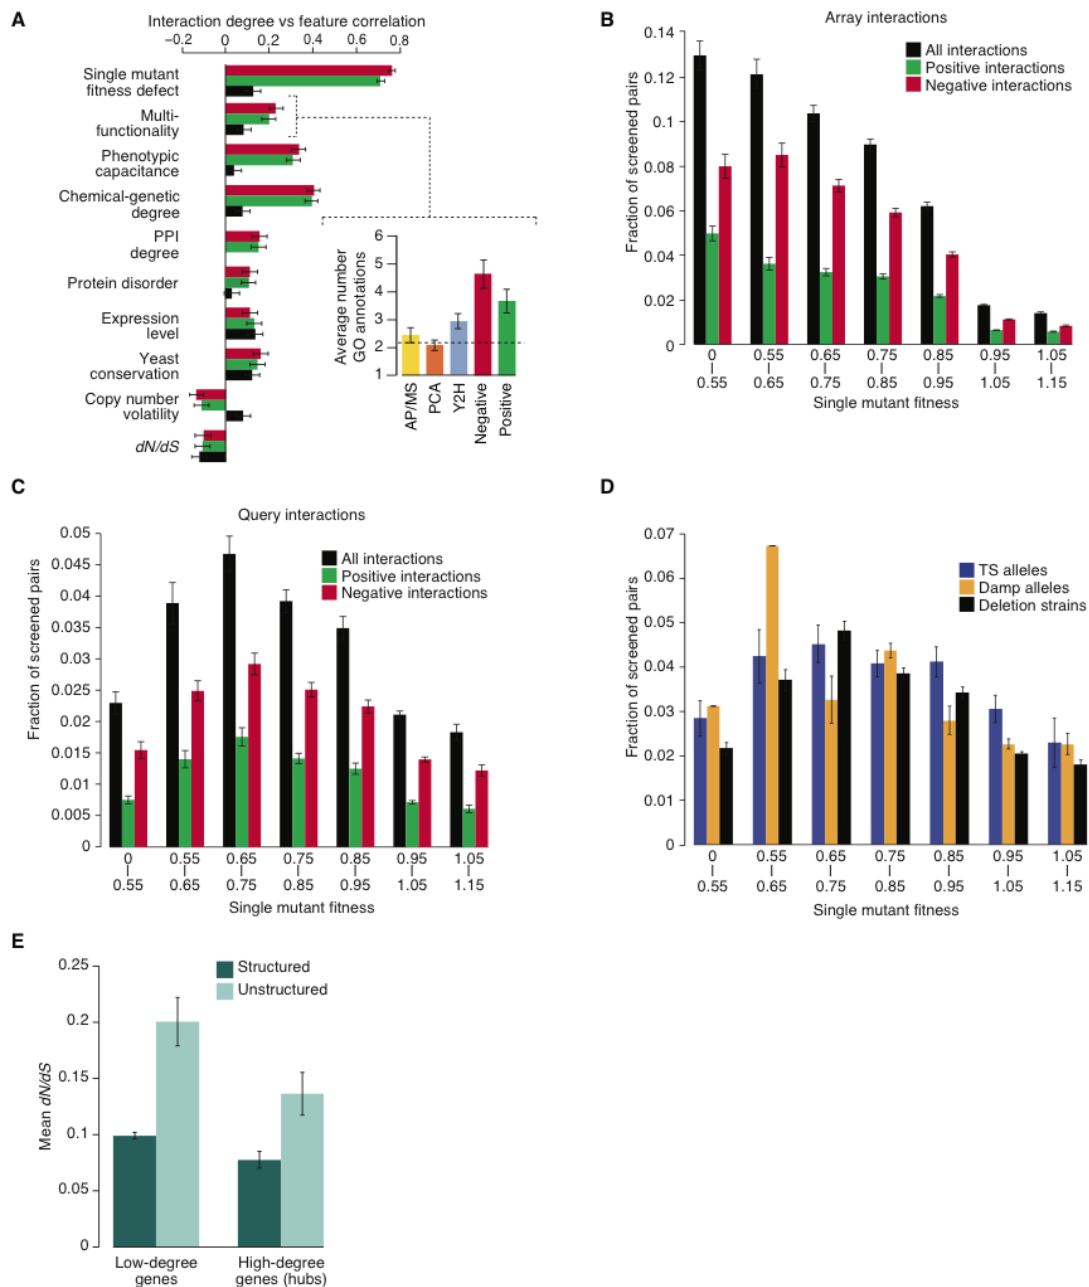 A
Interaction degree vs feature correlation
−0.2 0 0.2 0.4 0.6 0.8
Single mutant
fitness defect
Multi-
functionality
Phenotypic
capacitance
Chemical-genetic
degree
PPI
degree
Protein disorder
Expression
level
Yeast
conservation
Copy number
volatility
dN/dS
Average number
GO annotations
6
5
4
3
2
1
AP/MS
PCA
Y2H
Negative
Positive
B
Array interactions
All interactions
Positive interactions
Negative interactions
Fraction of screened pairs
0.14
0.12
0.1
0.08
0.06
0.04
0.02
0
0 0.55 0.65 0.75 0.85 0.95 1.05
0.55 0.65 0.75 0.85 0.95 1.05 1.15
Single mutant fitness
C
Query interactions
All interactions
Positive interactions
Negative interactions
Fraction of screened pairs
0.05
0.045
0.04
0.035
0.03
0.025
0.02
0.015
0.01
0.005
0
0 0.55 0.65 0.75 0.85 0.95 1.05
0.55 0.65 0.75 0.85 0.95 1.05 1.15
Single mutant fitness
D
TS alleles
Damp alleles
Deletion strains
Fraction of screened pairs
0.07
0.06
0.05
0.04
0.03
0.02
0.01
0
0 0.55 0.65 0.75 0.85 0.95 1.05
0.55 0.65 0.75 0.85 0.95 1.05 1.15
Single mutant fitness
E
Structured
Unstructured
Mean dN/dS
0.25
0.2
0.15
0.1
0.05
0
Low-degree
genes
High-degree
genes (hubs)